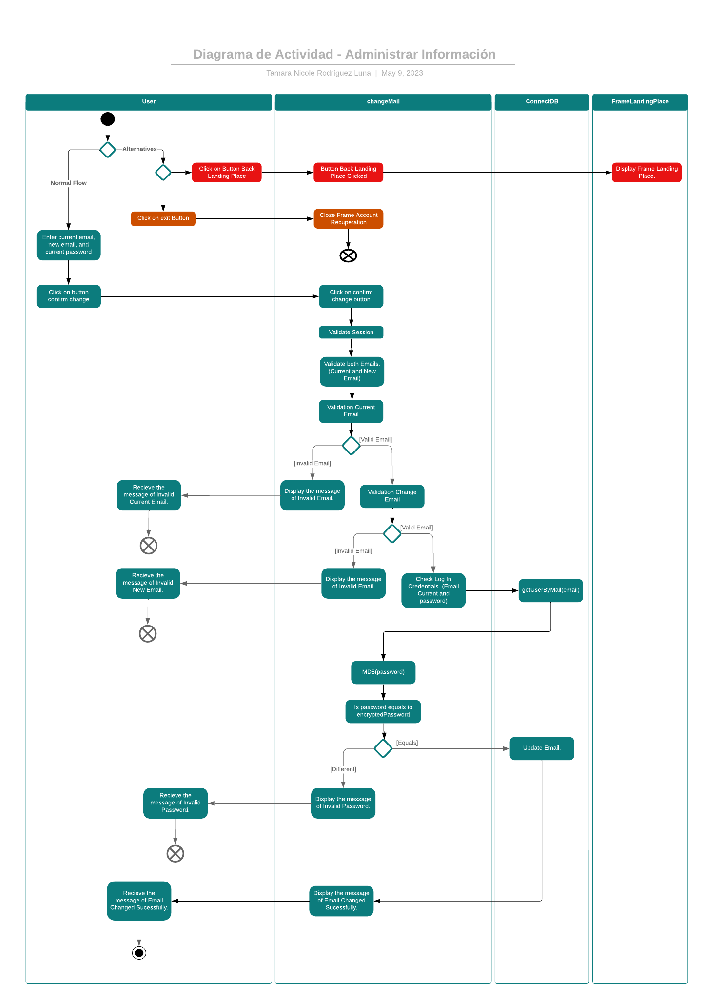 Diagrama de Actividad - Administrar Información
Tamara Nicole Rodríguez Luna | May 9, 2023
User
changeMail
ConnectDB
FrameLandingPlace
Alternatives
Click on Button Back
Landing Place
Button Back Landing
Place Clicked
Display Frame Landing
Place.
Normal Flow
Click on exit Button
Close Frame Account
Recuperation
Enter current email,
new email, and
current password
Click on button
confirm change
Click on confirm
change button
Validate Session
Validate both Emails.
(Current and New
Email)
Validation Current
Email
[Valid Email]
[invalid Email]
Recieve the
message of Invalid
Current Email.
Display the message
of Invalid Email.
Validation Change
Email
[Valid Email]
[invalid Email]
Recieve the
message of Invalid
New Email.
Display the message
of Invalid Email.
Check Log In
Credentials. (Email
Current and
password)
getUserByMail(email)
MD5(password)
Is password equals to
encryptedPassword
[Equals]
Update Email.
[Different]
Recieve the
message of Invalid
Password.
Display the message
of Invalid Password.
Recieve the
message of Email
Changed Sucessfully.
Display the message
of Email Changed
Sucessfully.